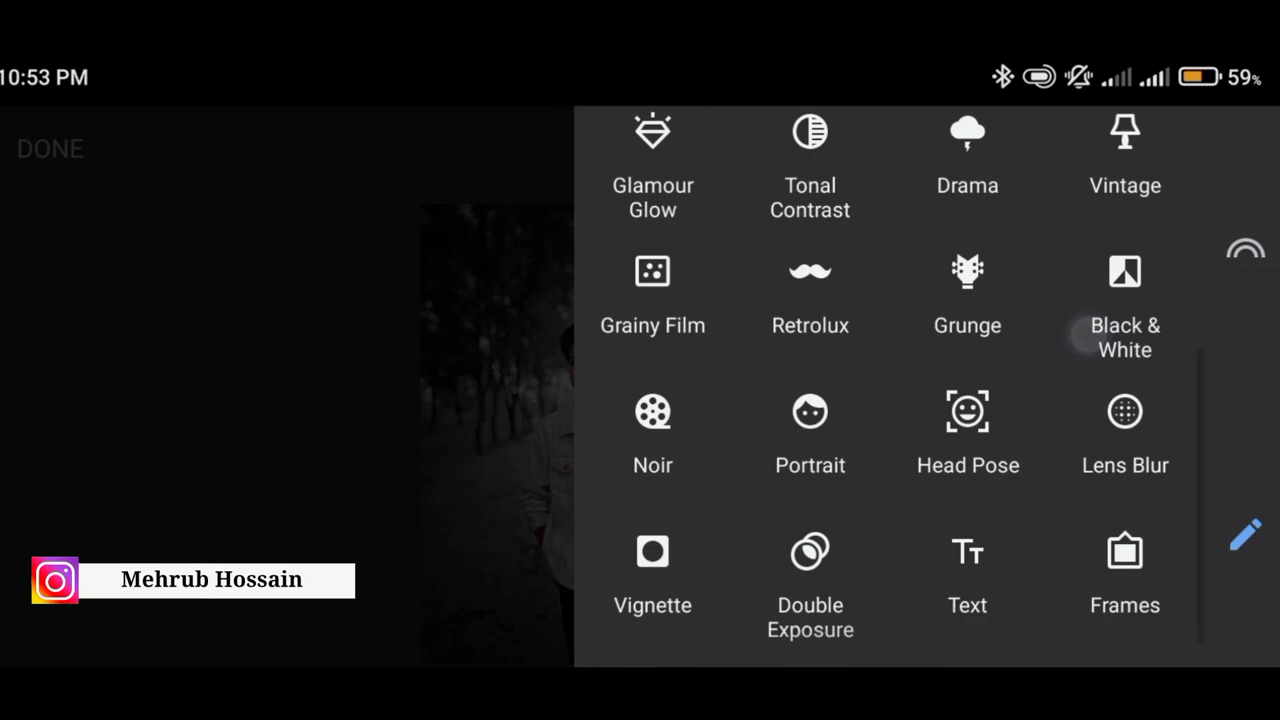 10:53 PM
59%
DONE
Glamour
Glow
Tonal
Contrast
Drama
Vintage
Grainy Film
Retrolux
Grunge
Black &
White
Noir
Portrait
Head Pose
Lens Blur
Vignette
Double
Exposure
Tт Text
Frames
Mehrub Hossain